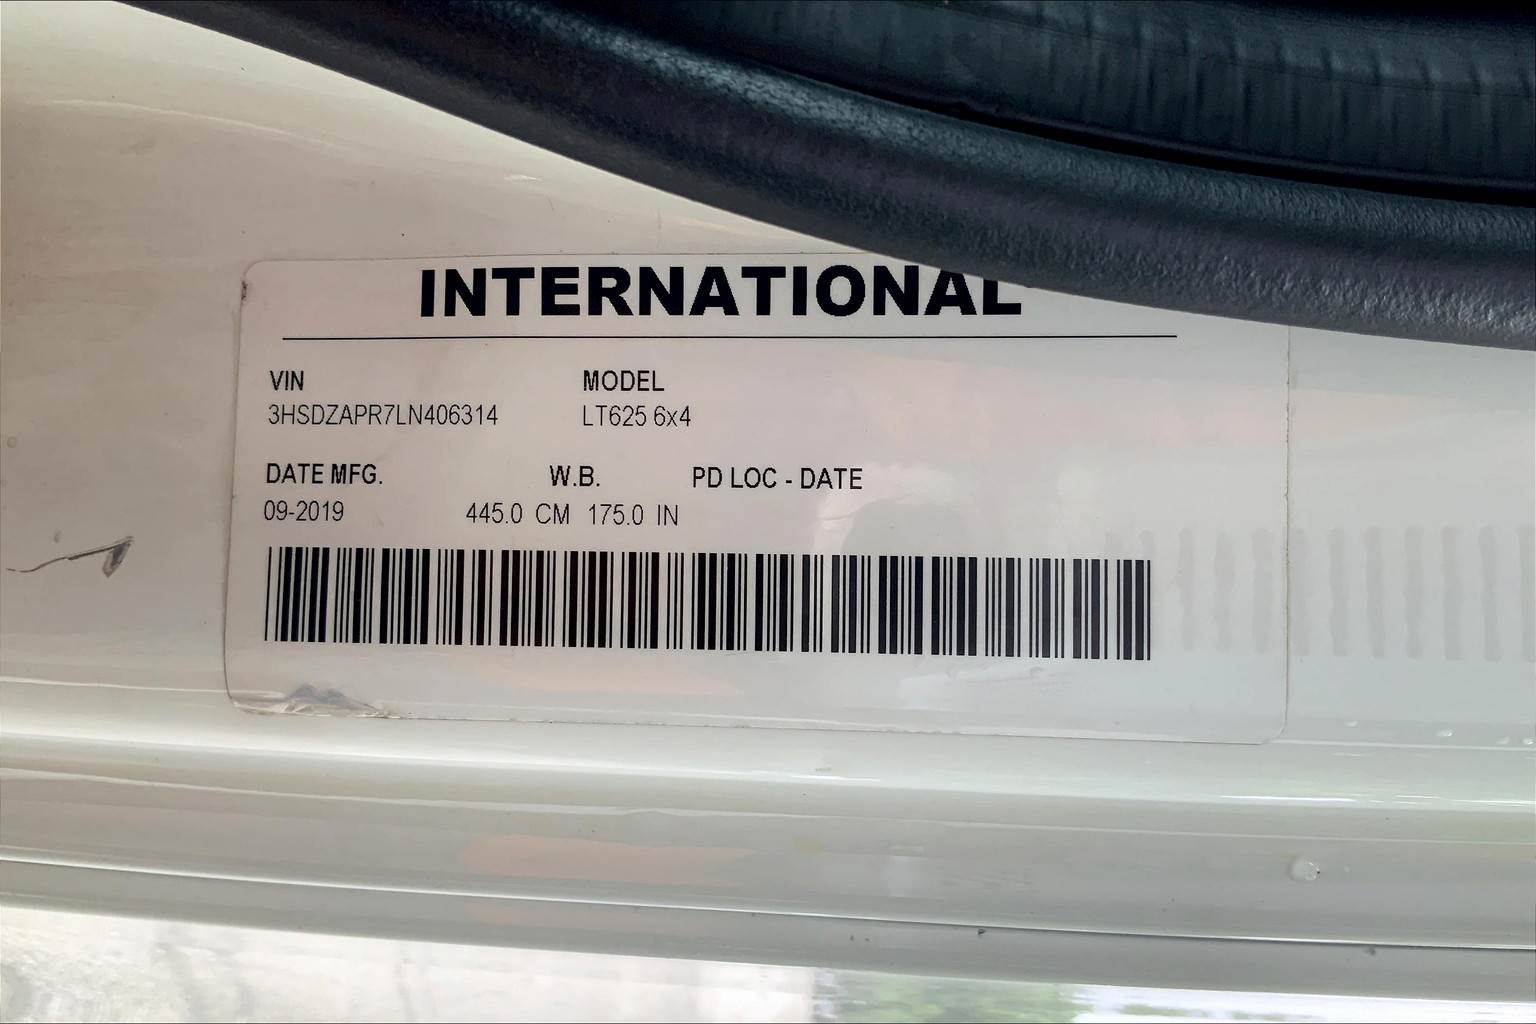 INTERNATIONAL
VIN MODEL
3HSDZAPR7LN406314 LT625 6x4
DATE MFG. W.B. PD LOC - DATE
09-2019 445.0 CM 175.0 IN